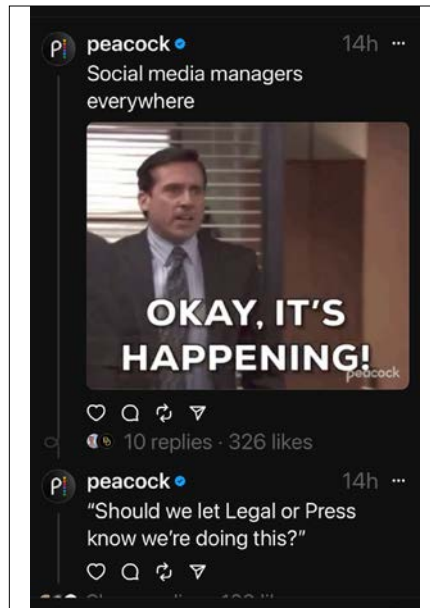 peacock 14h
Social media managers
everywhere
OKAY, IT'S
HAPPENING!
peacock
10 replies · 326 likes
peacock 14h
“Should we let Legal or Press
know we’re doing this?”